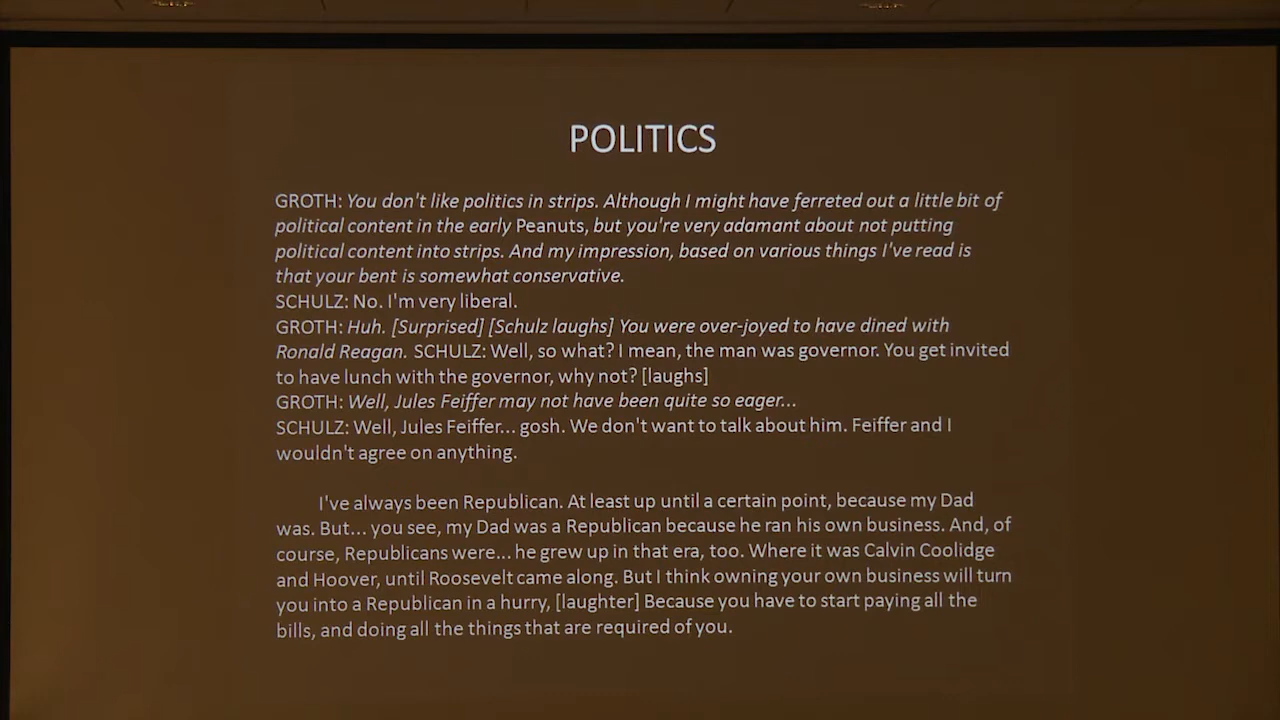 POLITICS
GROTH: You don't like politics in strips. Although I might have ferreted out a little bit of
political content in the early Peanuts, but you're very adamant about not putting
political content into strips. And my impression, based on various things I've read is
that your bent is somewhat conservative.
SCHULZ: No. I'm very liberal.
GROTH: Huh. [Surprised] [Schulz laughs] You were over-joyed to have dined with
Ronald Reagan. SCHULZ: Well, so what? I mean, the man was governor. You get invited
to have lunch with the governor, why not? [laughs]
GROTH: Well, Jules Feiffer may not have been quite so eager...
SCHULZ: Well, Jules Feiffer... gosh. We don't want to talk about him. Feiffer and I
wouldn't agree on anything.
I've always been Republican. At least up until a certain point, because my Dad
was. But... you see, my Dad was a Republican because he ran his own business. And, of
course, Republicans were... he grew up in that era, too. Where it was Calvin Coolidge
and Hoover, until Roosevelt came along. But I think owning your own business will turn
you into a Republican in a hurry, [laughter] Because you have to start paying all the
bills, and doing all the things that are required of you.